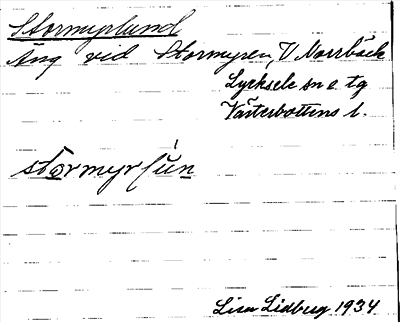 Stormyrlund
Äng vid Stormyren, V Norrbäck
Lycksele sn o. tg
Västerbottens l.
stormyrlún
Lisa Lidberg 1934